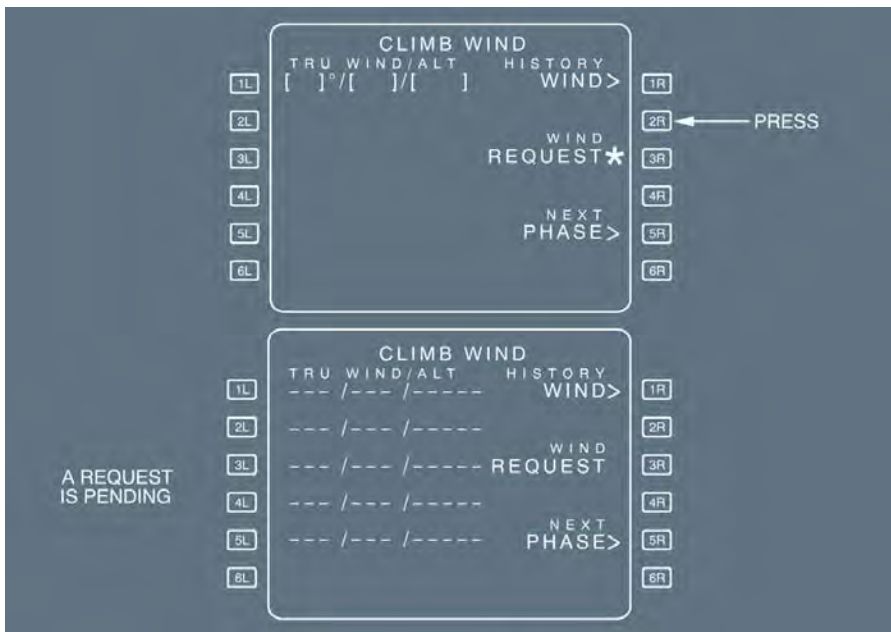 CLIMB WIND
TRU WIND/ALT HISTORY
1L [ ]°/[ ]/[ ] WIND> 1R
2L 2R PRESS
WIND
3L REQUEST* 3R
4L 4R
NEXT
5L PHASE> 5R
6L 6R
CLIMB WIND
TRU WIND/ALT HISTORY
1L --- /--- /----- WIND> 1R
2L --- /--- /----- 2R
WIND
A REQUEST
IS PENDING
3L --- /--- /----- REQUEST 3R
4L --- /--- /----- 4R
NEXT
5L --- /--- /----- PHASE> 5R
6L 6R